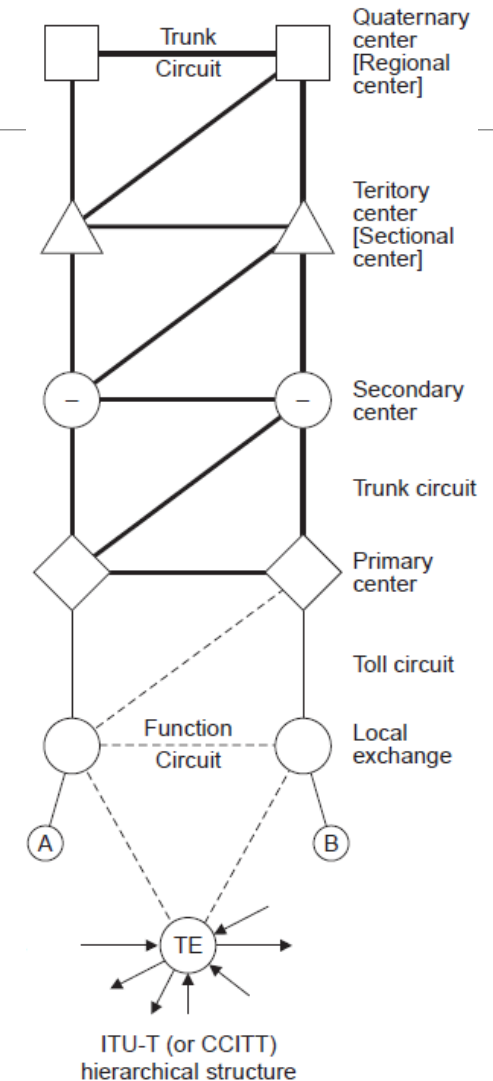 Trunk
Circuit
Quaternary
center
[Regional
center]
Teritory
center
[Sectional
center]
–
–
Secondary
center
Trunk circuit
Primary
center
Toll circuit
Function
Circuit
Local
exchange
A
B
TE
ITU-T (or CCITT)
hierarchical structure